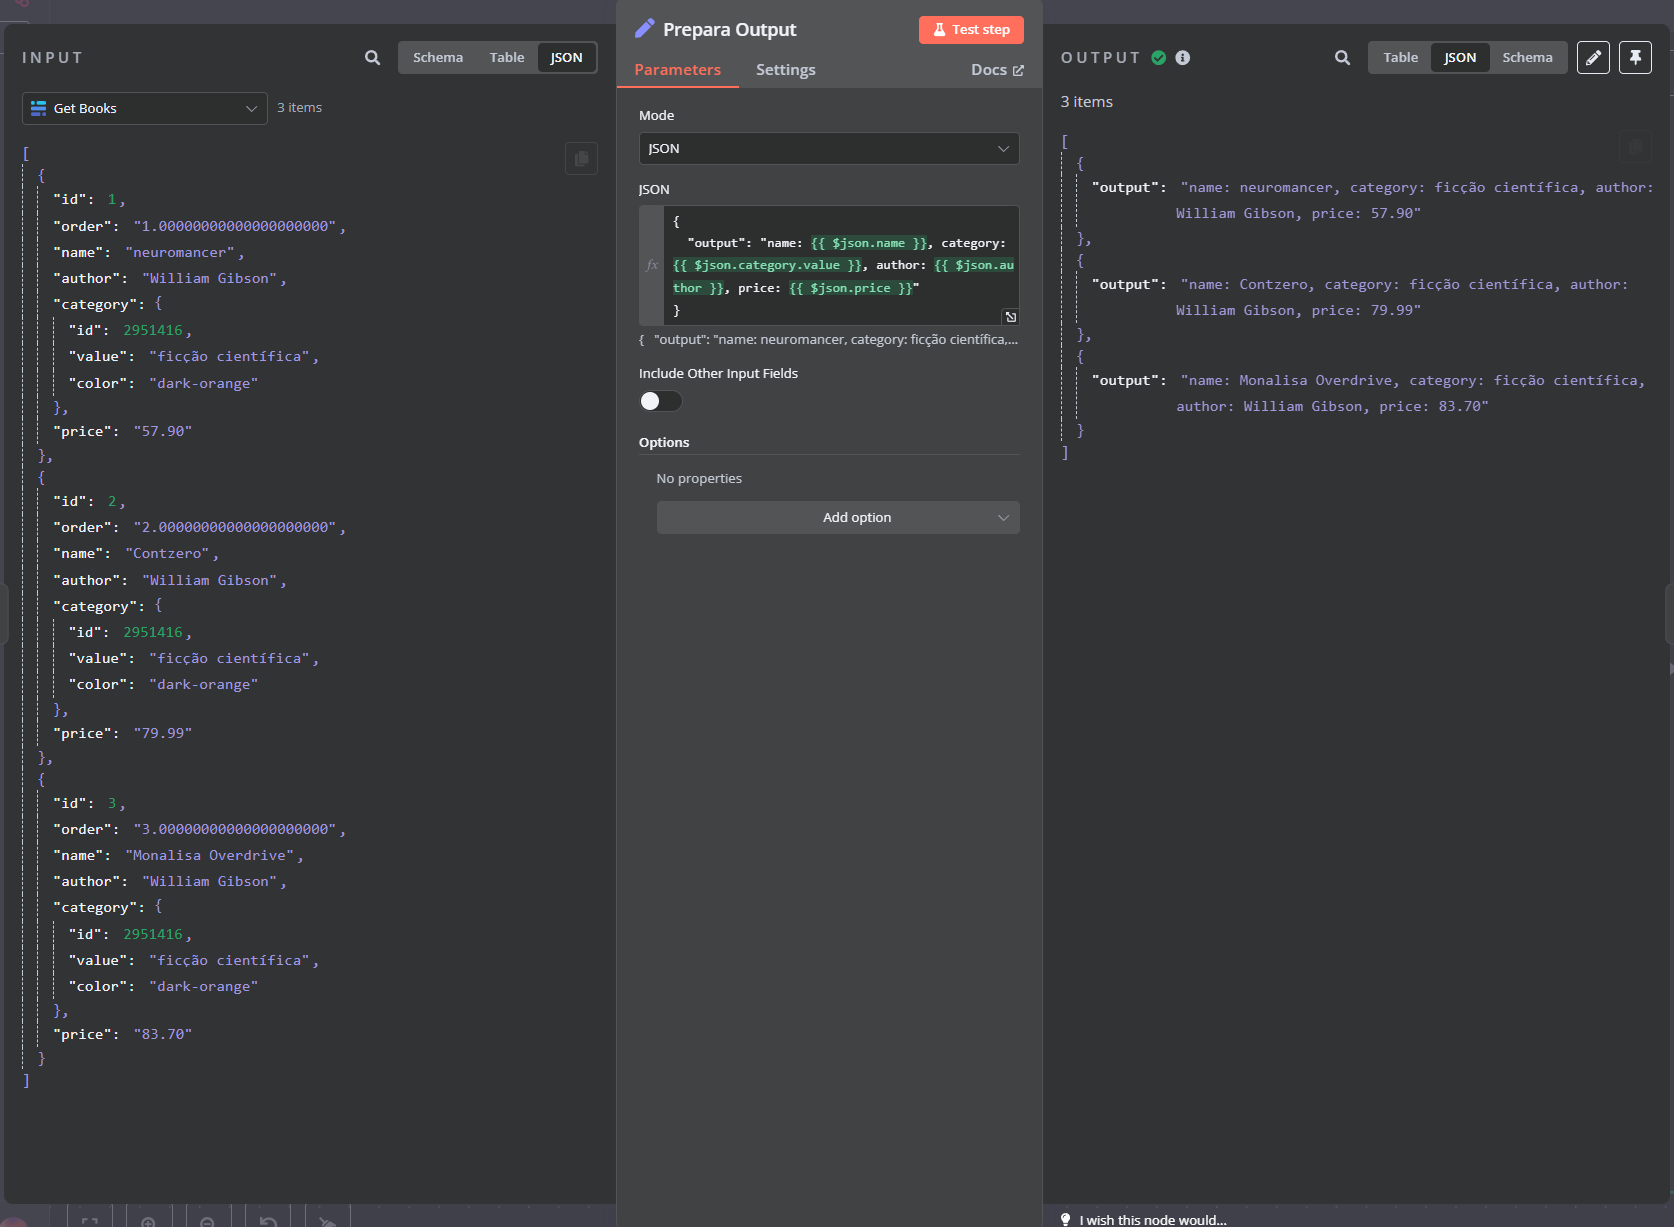 INPUT
Schema Table JSON
Get Books 3 items
[
{
"id": 1,
"order": "1.00000000000000000000",
"name": "neuromancer",
"author": "William Gibson",
"category": {
"id": 2951416,
"value": "ficção científica",
"color": "dark-orange"
},
"price": "57.90"
},
{
"id": 2,
"order": "2.00000000000000000000",
"name": "Contzero",
"author": "William Gibson",
"category": {
"id": 2951416,
"value": "ficção científica",
"color": "dark-orange"
},
"price": "79.99"
},
{
"id": 3,
"order": "3.00000000000000000000",
"name": "Monalisa Overdrive",
"author": "William Gibson",
"category": {
"id": 2951416,
"value": "ficção científica",
"color": "dark-orange"
},
"price": "83.70"
}
]
Prepara Output
Test step
Parameters Settings Docs
Mode
JSON
JSON
fx
{
"output": "name: {{ $json.name }}, category:
{{ $json.category.value }}, author: {{ $json.au
thor }}, price: {{ $json.price }}"
}
{ "output": "name: neuromancer, category: ficção científica,...
Include Other Input Fields
Options
No properties
Add option
OUTPUT
Table JSON Schema
3 items
[
{
"output": "name: neuromancer, category: ficção científica, author:
William Gibson, price: 57.90"
},
{
"output": "name: Contzero, category: ficção científica, author:
William Gibson, price: 79.99"
},
{
"output": "name: Monalisa Overdrive, category: ficção científica,
author: William Gibson, price: 83.70"
}
]
I wish this node would...